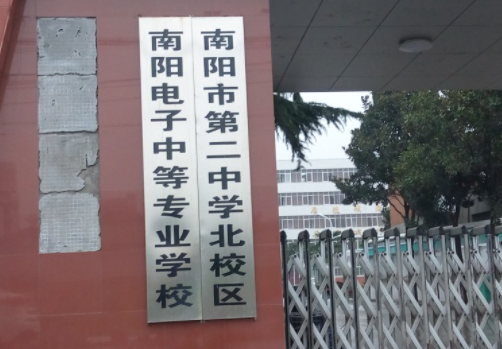 南阳市第二中学北校区
南阳电子中等专业学校